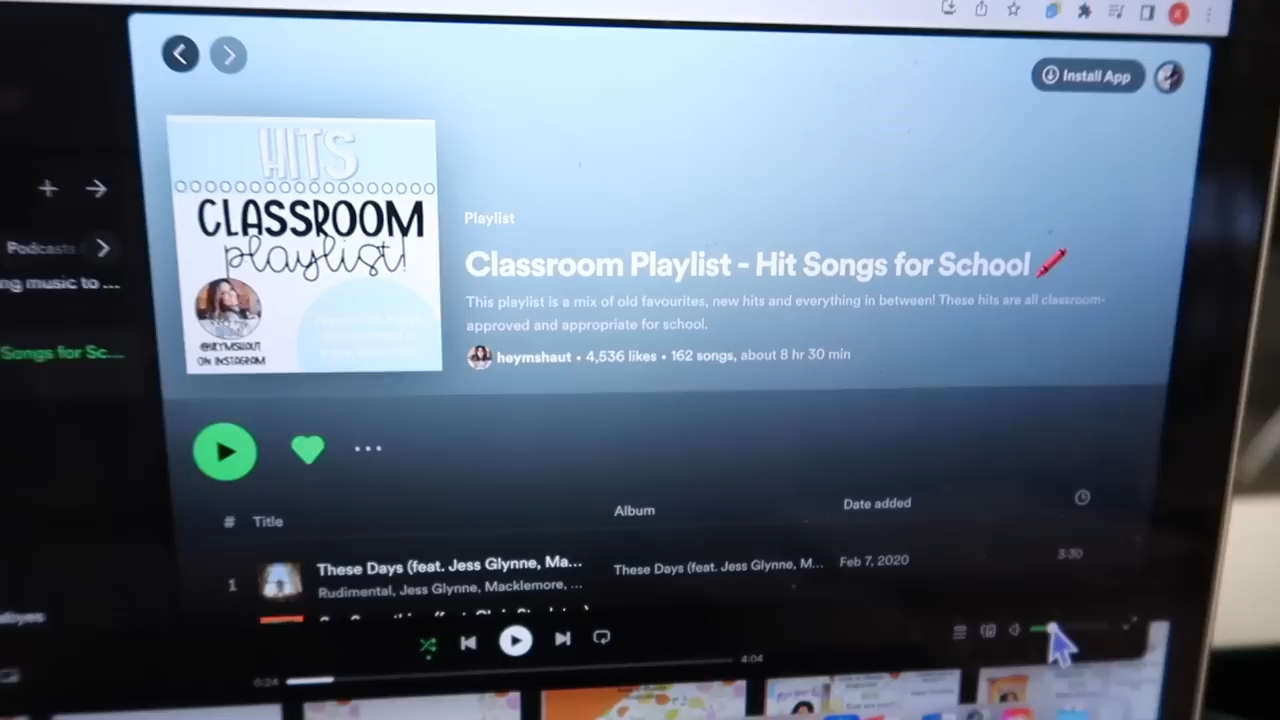 Install App
HITS
CLASSROOM
playlist!
@HEYMSHAUT
ON INSTAGRAM
Podcasts
ng music to ...
Songs for Sc...
Playlist
Classroom Playlist - Hit Songs for School
This playlist is a mix of old favourites, new hits and everything in between! These hits are all classroom-
approved and appropriate for school.
heymshaut • 4,536 likes • 162 songs, about 8 hr 30 min
# Title Album Date added
1 These Days (feat. Jess Glynne, Ma... These Days (feat. Jess Glynne, M... Feb 7, 2020 3:30
Rudimental, Jess Glynne, Macklemore, ...
0:24 4:04